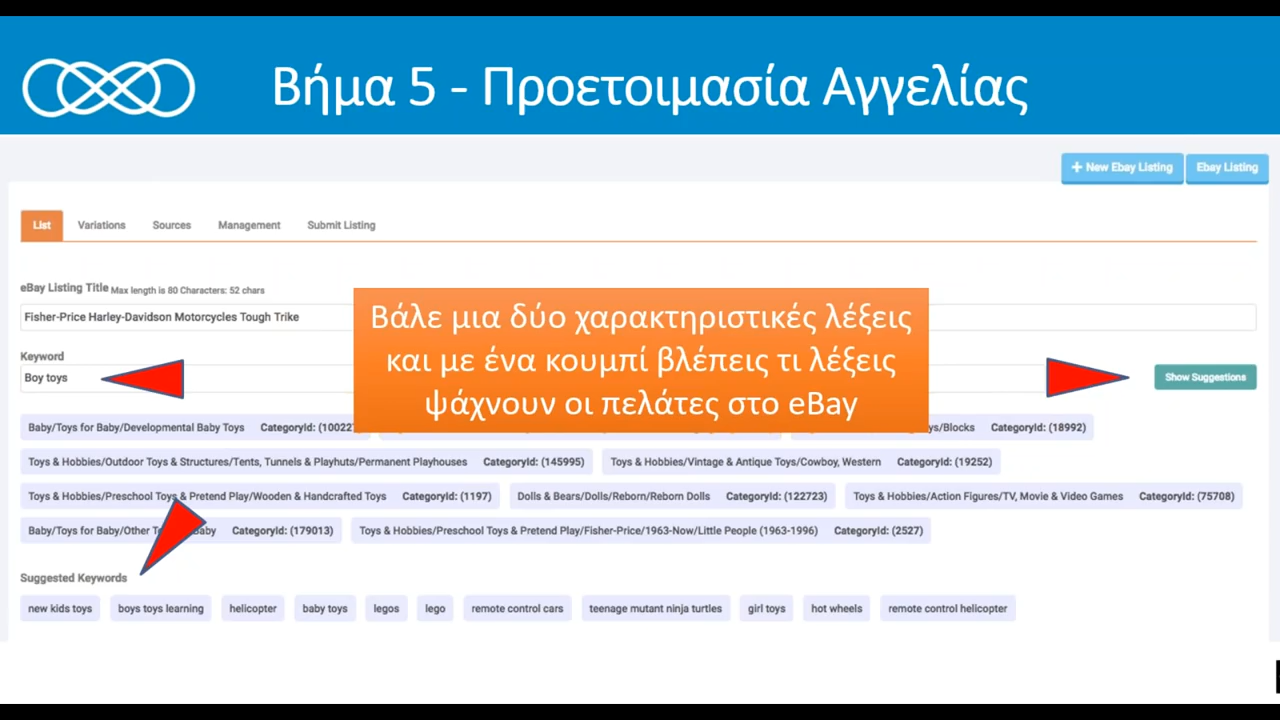 Βήμα 5 - Προετοιμασία Αγγελίας
+ New Ebay Listing Ebay Listing
List Variations Sources Management Submit Listing
eBay Listing Title Max length is 80 Characters: 52 chars
Fisher-Price Harley-Davidson Motorcycles Tough Trike
Βάλε μια δύο χαρακτηριστικές λέξεις
και με ένα κουμπί βλέπεις τι λέξεις
ψάχνουν οι πελάτες στο eBay
Keyword
Boy toys
Show Suggestions
Baby/Toys for Baby/Developmental Baby Toys CategoryId: /Blocks CategoryId: (18992)
Toys & Hobbies/Outdoor Toys & Structures/Tents, Tunnels & Playhuts/Permanent Playhouses CategoryId: (145995) Toys & Hobbies/Vintage & Antique Toys/Cowboy, Western CategoryId: (19252)
Toys & Hobbies/Preschool Toys & Pretend Play/Wooden & Handcrafted Toys CategoryId: (1197) Dolls & Bears/Dolls/Reborn/Reborn Dolls CategoryId: (122723) Toys & Hobbies/Action Figures/TV, Movie & Video Games CategoryId: (75708)
Baby/Toys for Baby/Other Baby CategoryId: (179013) Toys & Hobbies/Preschool Toys & Pretend Play/Fisher-Price/1963-Now/Little People (1963-1996) CategoryId: (2527)
Suggested Keywords
new kids toys boys toys learning helicopter baby toys legos lego remote control cars teenage mutant ninja turtles girl toys hot wheels remote control helicopter